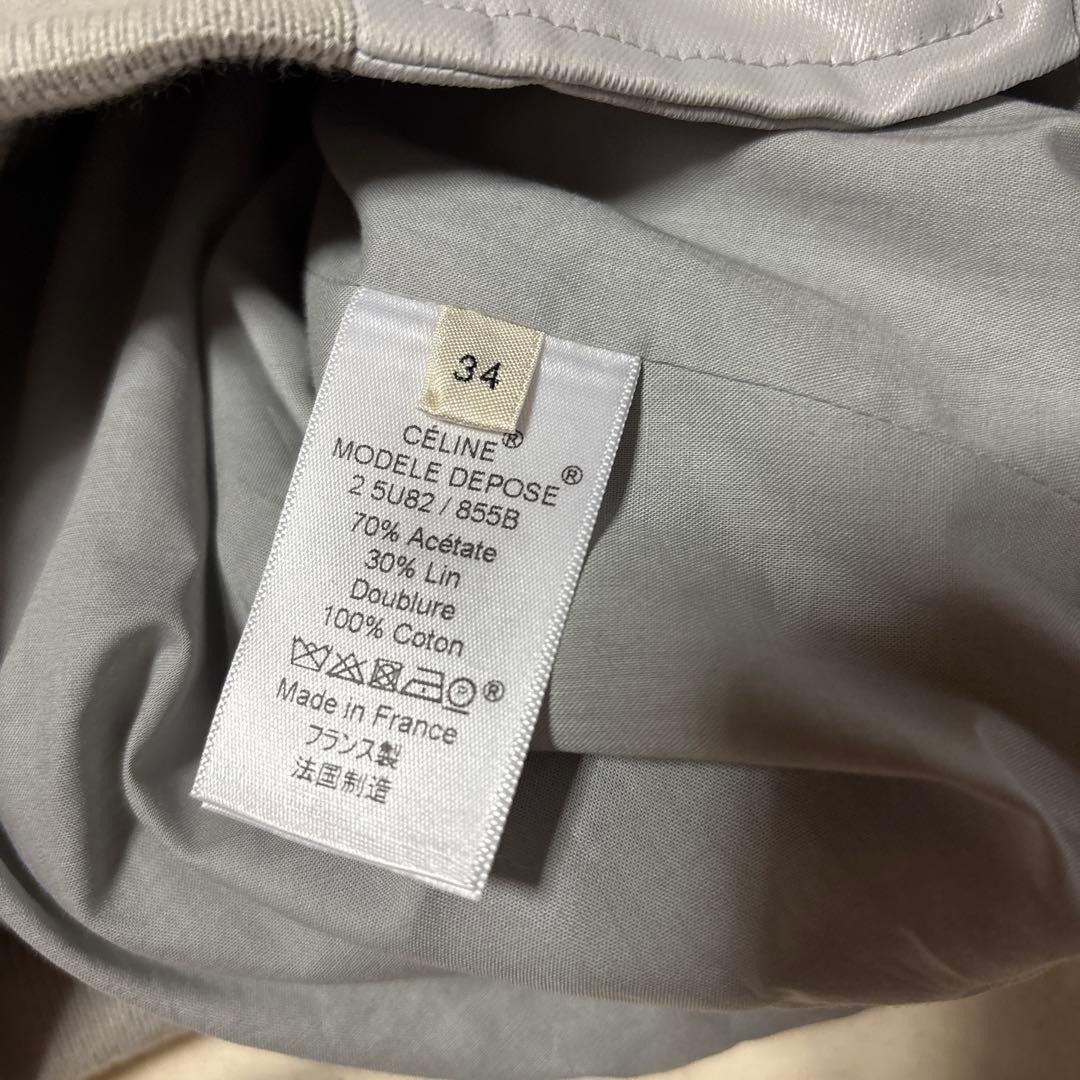 34
CÉLINE®
MODELE DEPOSE®
2 5U82 / 855B
70% Acétate
30% Lin
Doublure
100% Coton
P ®
Made in France
フランス製
法国制造